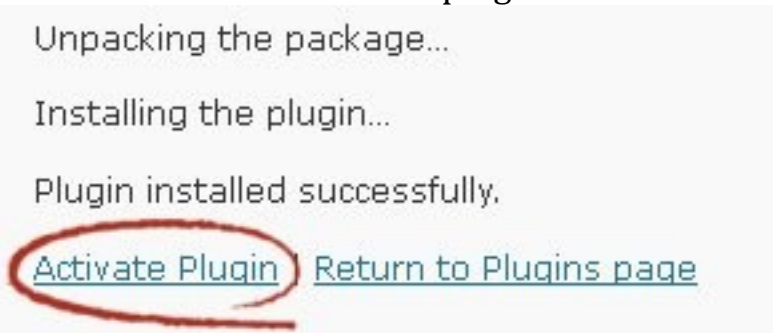 Unpacking the package...
Installing the plugin...
Plugin installed successfully.
Activate Plugin | Return to Plugins page